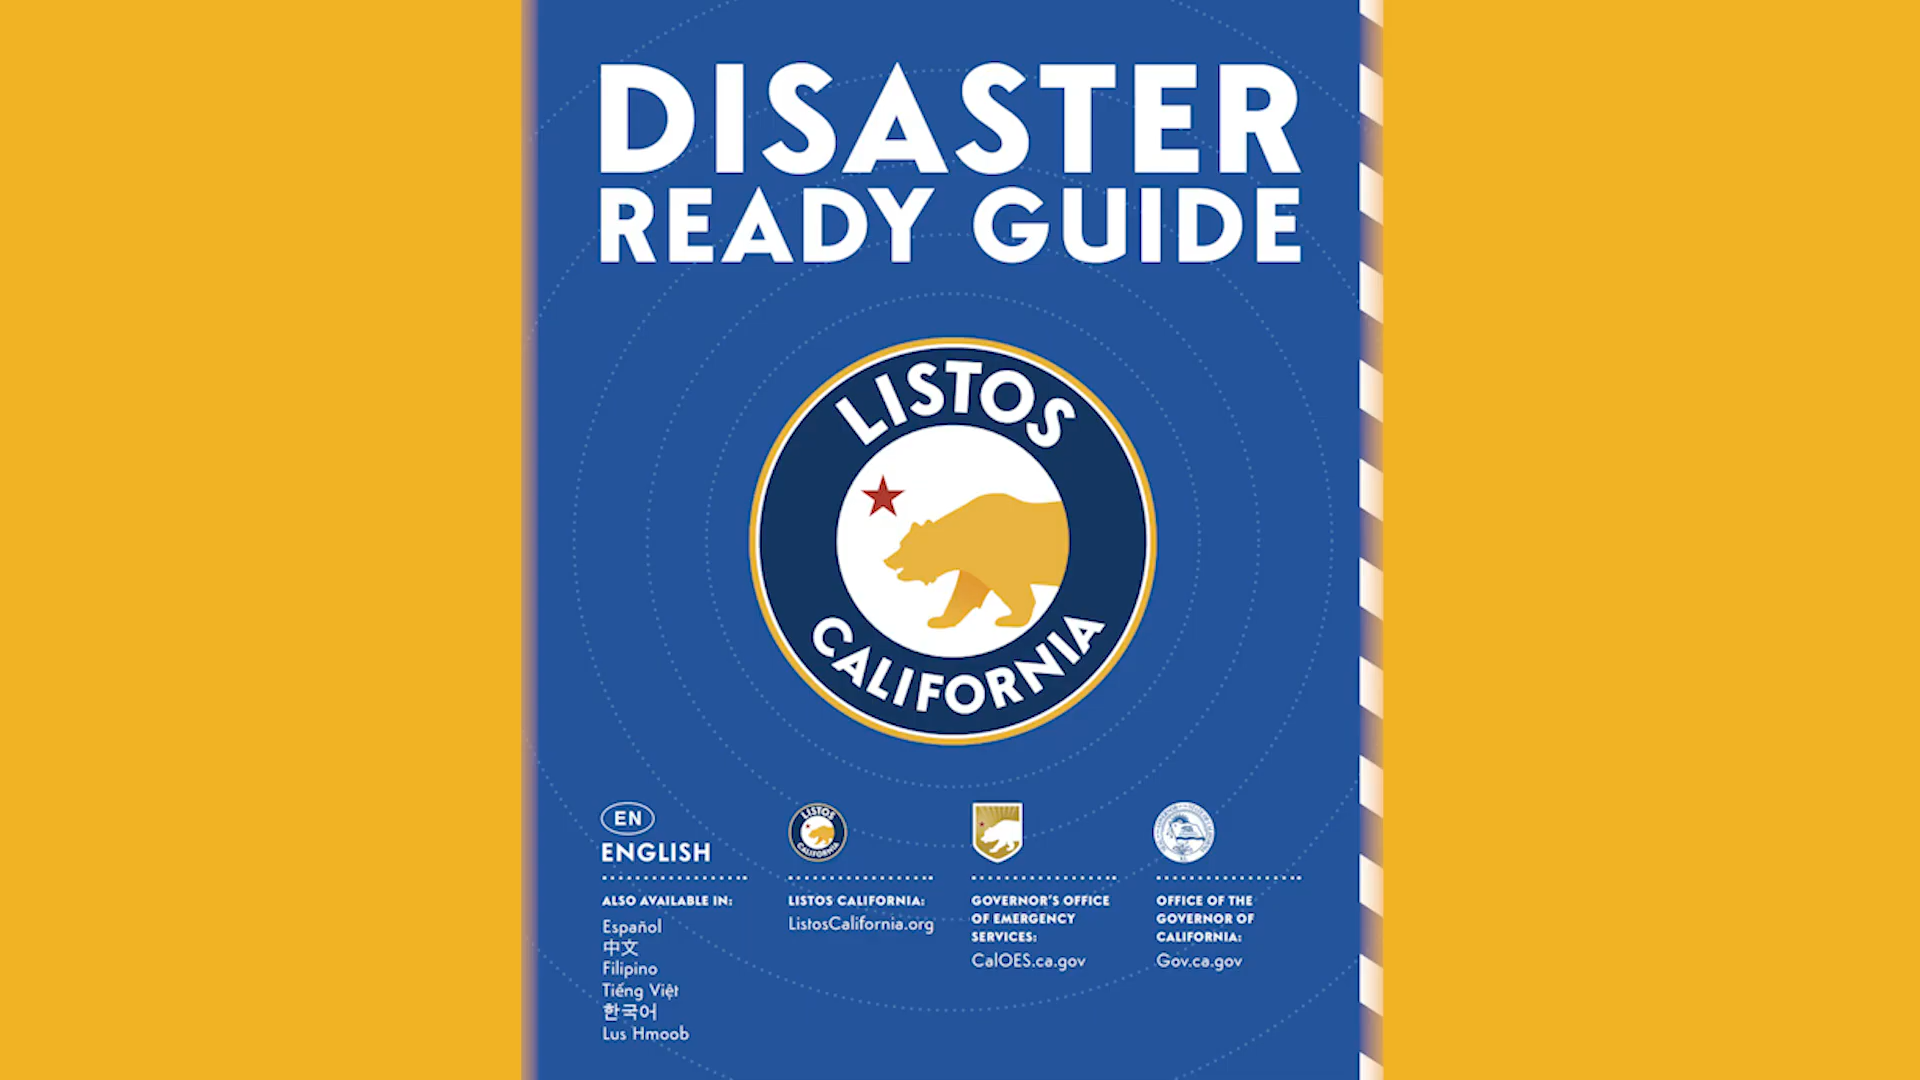 DISASTER
READY GUIDE
LISTOS
CALIFORNIA
EN
ENGLISH
ALSO AVAILABLE IN:
Español
中文
Filipino
Tiếng Việt
한국어
Lus Hmoob
LISTOS
CALIFORNIA
LISTOS CALIFORNIA:
ListosCalifornia.org
GOVERNOR'S OFFICE
OF EMERGENCY
SERVICES:
CalOES.ca.gov
OFFICE OF THE
GOVERNOR OF
CALIFORNIA:
Gov.ca.gov